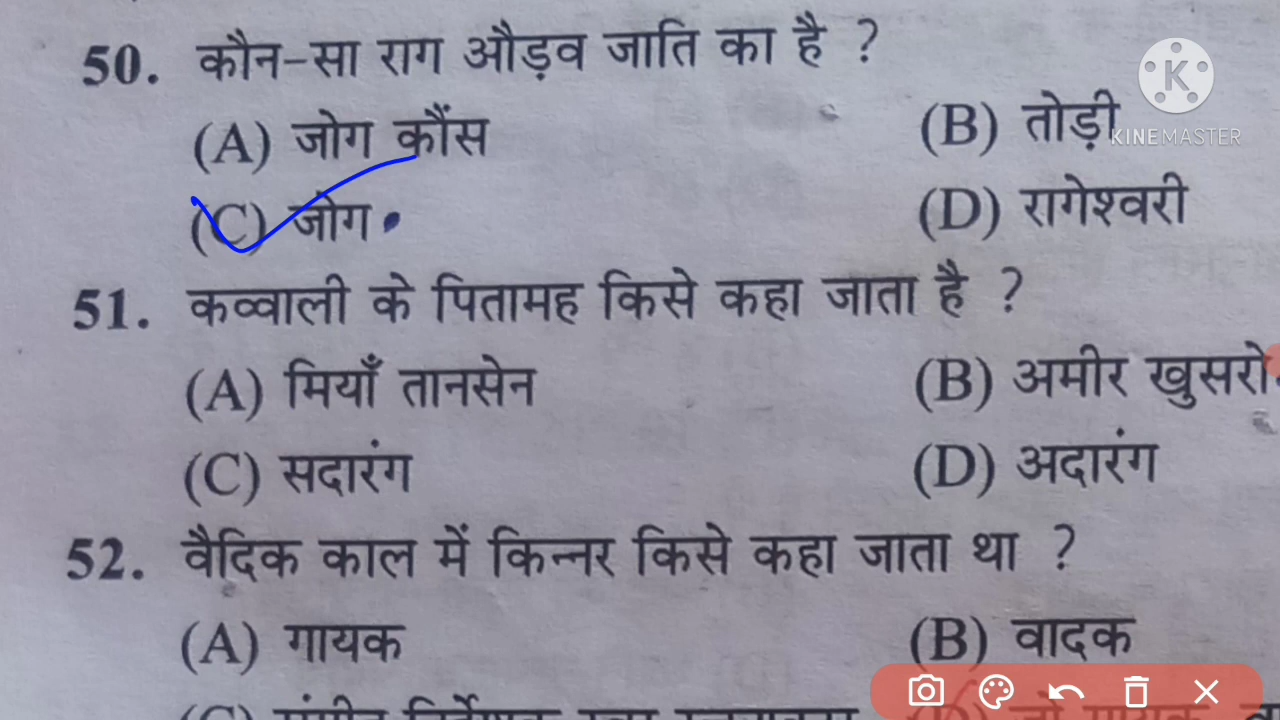 50. कौन-सा राग औड़व जाति का है ?
(A) जोग कौंस (B) तोड़ी
KINEMASTER
(C) जोग (D) रागेश्वरी
51. कव्वाली के पितामह किसे कहा जाता है ?
(A) मियाँ तानसेन (B) अमीर खुसरो
(C) सदारंग (D) अदारंग
52. वैदिक काल में किन्नर किसे कहा जाता था ?
(A) गायक (B) वादक